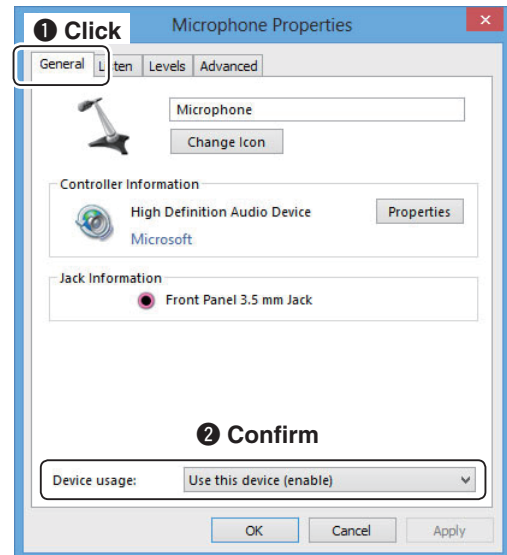 ❶ Click
Microphone Properties
General Listen Levels Advanced
Microphone
Change Icon
Controller Information
High Definition Audio Device Properties
Microsoft
Jack Information
Front Panel 3.5 mm Jack
❷ Confirm
Device usage: Use this device (enable)
OK Cancel Apply